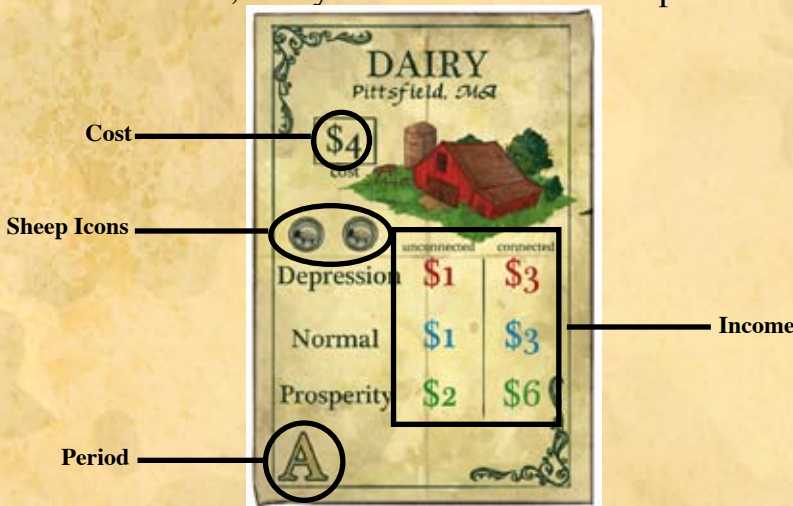 DAIRY
Pittsfield, MA
Cost
$4
cost
Sheep Icons
unconnected connected
Depression $1 $3
Income
Normal $1 $3
Prosperity $2 $6
Period
A